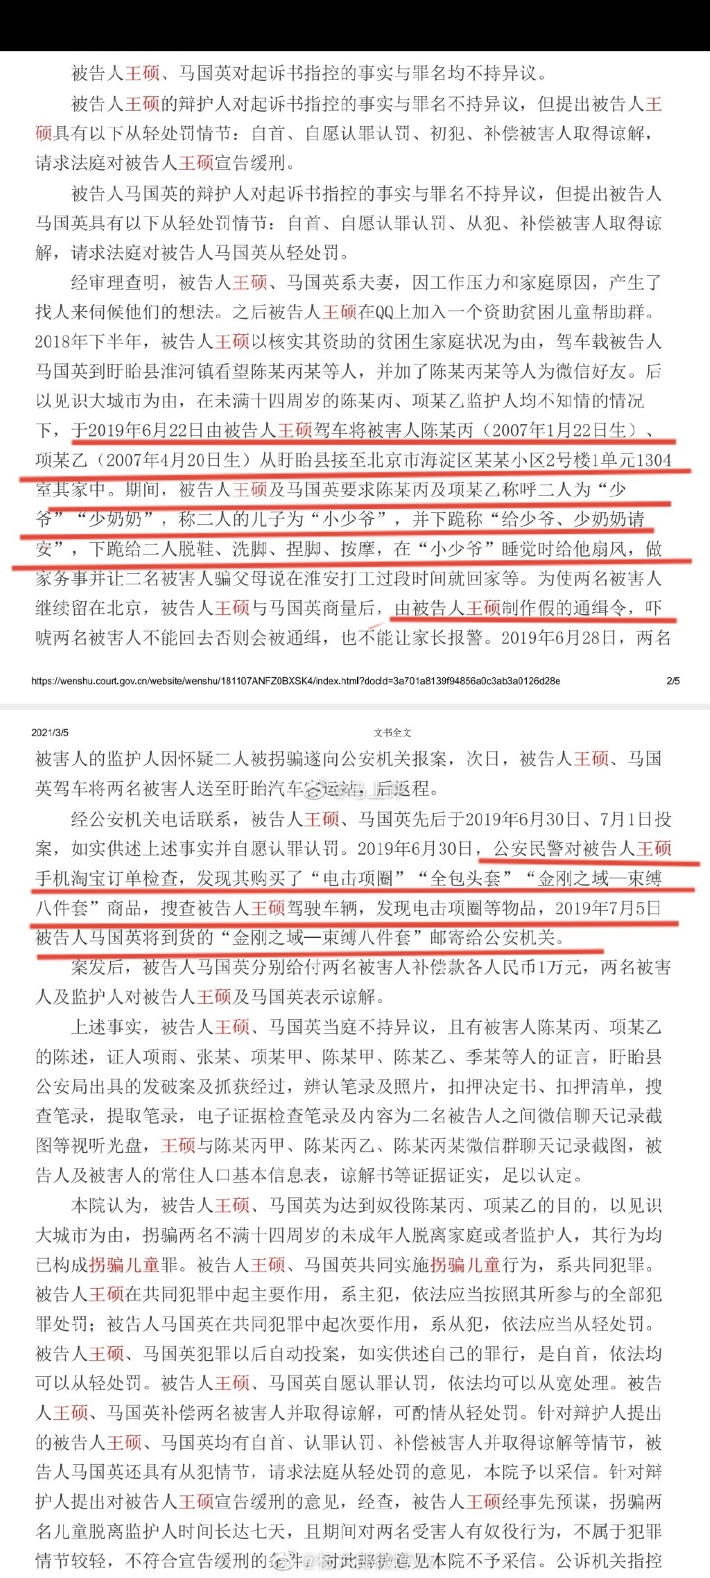 被告人王硕、马国英对起诉书指控的事实与罪名均不持异议。
被告人王硕的辩护人对起诉书指控的事实与罪名不持异议，但提出被告人王
硕具有以下从轻处罚情节：自首、自愿认罪认罚、初犯、补偿被害人取得谅解，
请求法庭对被告人王硕宣告缓刑。
被告人马国英的辩护人对起诉书指控的事实与罪名不持异议，但提出被告人
马国英具有以下从轻处罚情节：自首、自愿认罪认罚、从犯、补偿被害人取得谅
解，请求法庭对被告人马国英从轻处罚。
经审理查明，被告人王硕、马国英系夫妻，因工作压力和家庭原因，产生了
找人来伺候他们的想法。之后被告人王硕在QQ上加入一个资助贫困儿童帮助群。
2018年下半年，被告人王硕以核实其资助的贫困生家庭状况为由，驾车载被告人
马国英到盱眙县淮河镇看望陈某丙某等人，并加了陈某丙某等人为微信好友。后
以见识大城市为由，在未满十四周岁的陈某丙、项某乙监护人均不知情的情况
下，于2019年6月22日由被告人王硕驾车将被害人陈某丙（2007年1月22日生）、
项某乙（2007年4月20日生）从盱眙县接至北京市海淀区某某小区2号楼1单元1304
室其家中。期间，被告人王硕及马国英要求陈某丙及项某乙称呼二人为“少
爷”“少奶奶”，称二人的儿子为“小少爷”，并下跪称“给少爷、少奶奶请
安”，下跪给二人脱鞋、洗脚、捏脚、按摩，在“小少爷”睡觉时给他扇风，做
家务事并让二名被害人骗父母说在淮安打工过段时间就回家等。为使两名被害人
继续留在北京，被告人王硕与马国英商量后，由被告人王硕制作假的通缉令，吓
唬两名被害人不能回去否则会被通缉，也不能让家长报警。2019年6月28日，两名
https://wenshu.court.gov.cn/website/wenshu/181107ANFZ0BXSK4/index.html?docId=3a701a8139f94856a0c3ab3a0126d28e
2/5
2021/3/5
文书全文
被害人的监护人因怀疑二人被拐骗遂向公安机关报案，次日，被告人王硕、马国
英驾车将两名被害人送至盱眙汽车客运站，后返程。
经公安机关电话联系，被告人王硕、马国英先后于2019年6月30日、7月1日投
案，如实供述上述事实并自愿认罪认罚。2019年6月30日，公安民警对被告人王硕
手机淘宝订单检查，发现其购买了“电击项圈”“全包头套”“金刚之域—束缚
八件套”商品，搜查被告人王硕驾驶车辆，发现电击项圈等物品，2019年7月5日
被告人马国英将到货的“金刚之域—束缚八件套”邮寄给公安机关。
案发后，被告人马国英分别给付两名被害人补偿款各人民币1万元，两名被害
人及监护人对被告人王硕及马国英表示谅解。
上述事实，被告人王硕、马国英当庭不持异议，且有被害人陈某丙、项某乙
的陈述，证人项雨、张某、项某甲、陈某甲、陈某乙、季某等人的证言，盱眙县
公安局出具的发破案及抓获经过，辨认笔录及照片，扣押决定书、扣押清单，搜
查笔录，提取笔录，电子证据检查笔录及内容为二名被告人之间微信聊天记录截
图等视听光盘，王硕与陈某丙甲、陈某丙乙、陈某丙某微信群聊天记录截图，被
告人及被害人的常住人口基本信息表，谅解书等证据证实，足以认定。
本院认为，被告人王硕、马国英为达到奴役陈某丙、项某乙的目的，以见识
大城市为由，拐骗两名不满十四周岁的未成年人脱离家庭或者监护人，其行为均
已构成拐骗儿童罪。被告人王硕、马国英共同实施拐骗儿童行为，系共同犯罪。
被告人王硕在共同犯罪中起主要作用，系主犯，依法应当按照其所参与的全部犯
罪处罚；被告人马国英在共同犯罪中起次要作用，系从犯，依法应当从轻处罚。
被告人王硕、马国英犯罪以后自动投案，如实供述自己的罪行，是自首，依法均
可以从轻处罚。被告人王硕、马国英自愿认罪认罚，依法均可以从宽处理。被告
人王硕、马国英补偿两名被害人并取得谅解，可酌情从轻处罚。针对辩护人提出
的被告人王硕、马国英均有自首、认罪认罚、补偿被害人并取得谅解等情节，被
告人马国英还具有从犯情节，请求法庭从轻处罚的意见，本院予以采信。针对辩
护人提出对被告人王硕宣告缓刑的意见，经查，被告人王硕经事先预谋，拐骗两
名儿童脱离监护人时间长达七天，且期间对两名受害人有奴役行为，不属于犯罪
情节较轻，不符合宣告缓刑的条件，对此辩护意见本院不予采信。公诉机关指控